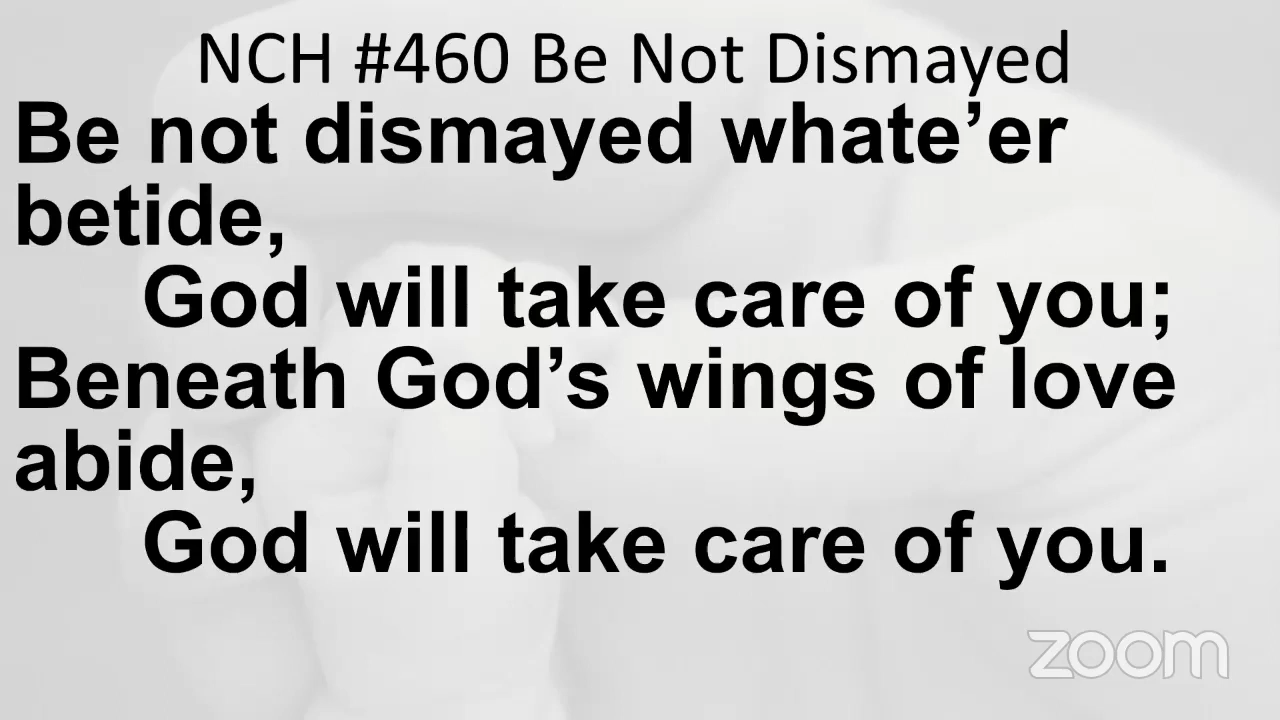 NCH #460 Be Not Dismayed
Be not dismayed whate’er
betide,
God will take care of you;
Beneath God’s wings of love
abide,
God will take care of you.
zoom